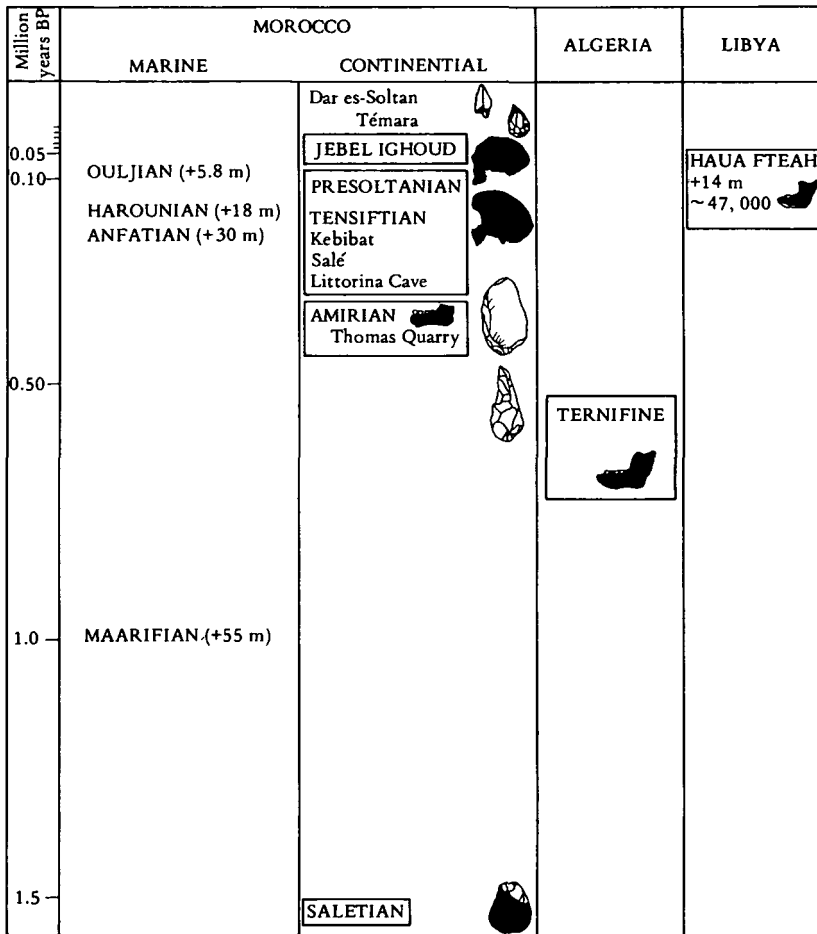 Million
years BP
MOROCCO
MARINE
CONTINENTAL
ALGERIA
LIBYA
Dar es-Soltan
Témara
0.05
JEBEL IGHOUD
HAUA FTEAH
+14 m
~47,000
0.10
OULJIAN (+5.8 m)
PRESOLTANIAN
HAROUNIAN (+18 m)
TENSIFTIAN
ANFATIAN (+30 m)
Kebibat
Salé
Littorina Cave
AMIRIAN
Thomas Quarry
0.50
TERNIFINE
1.0
MAARIFIAN (+55 m)
1.5
SALETIAN